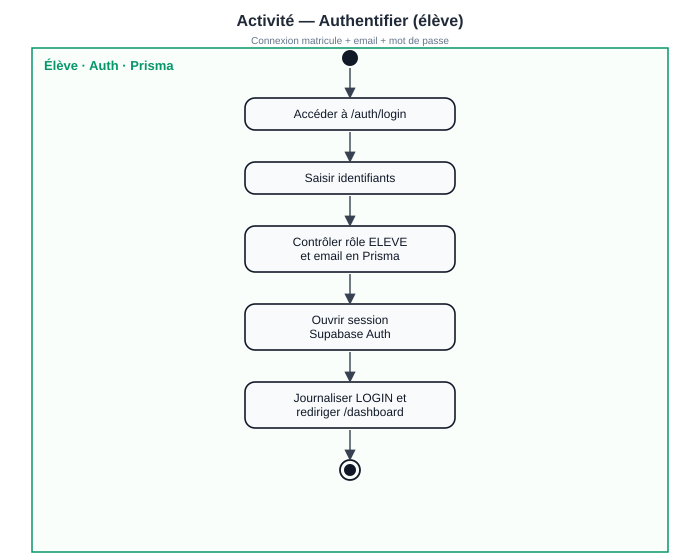 Activité — Authentifier (élève)
Connexion matricule + email + mot de passe
Élève · Auth · Prisma
Accéder à /auth/login
Saisir identifiants
Contrôler rôle ELEVE
et email en Prisma
Ouvrir session
Supabase Auth
Journaliser LOGIN et
rediriger /dashboard